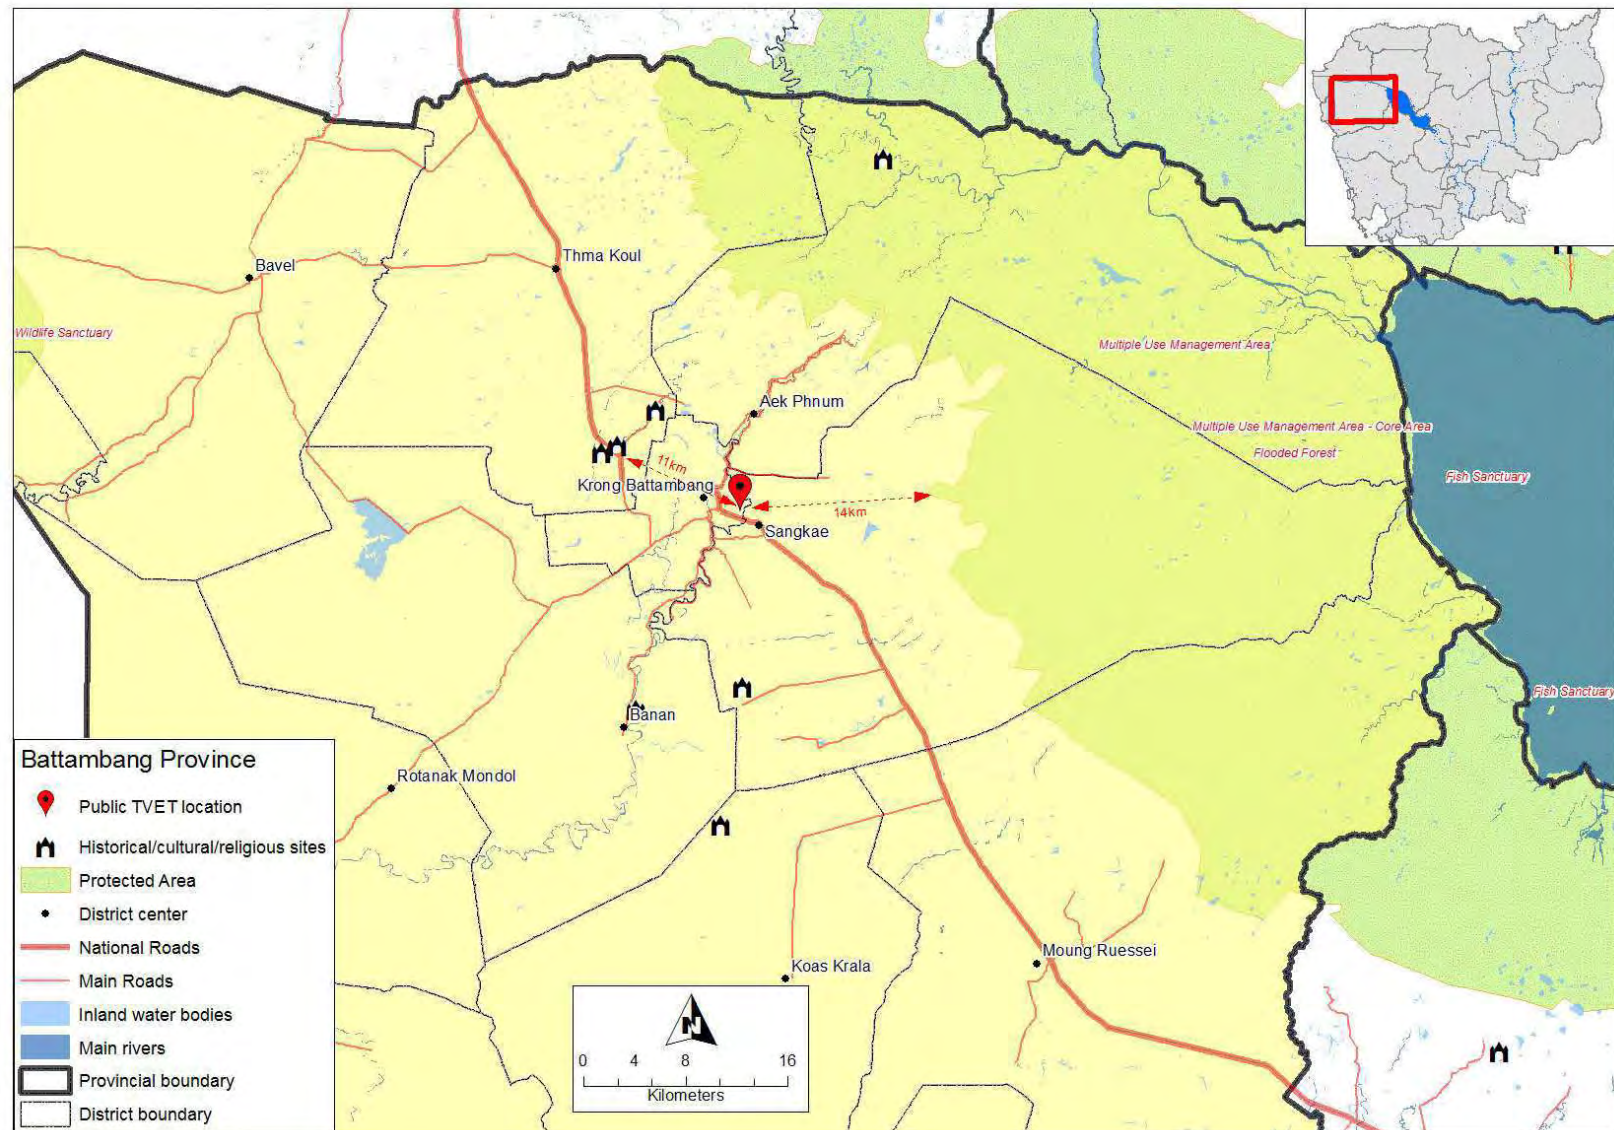 Bavel
Thma Koul
Wildlife Sanctuary
Multiple Use Management Area
Aek Phnum
Multiple Use Management Area - Core Area
Flooded Forest
11km
Krong Battambang
Fish Sanctuary
14km
Sangkae
Fish Sanctuary
Banan
Rotanak Mondol
Moung Ruessei
Koas Krala
Battambang Province
Public TVET location
Historical/cultural/religious sites
Protected Area
District center
National Roads
Main Roads
Inland water bodies
Main rivers
Provincial boundary
District boundary
N
0 4 8 16
Kilometers